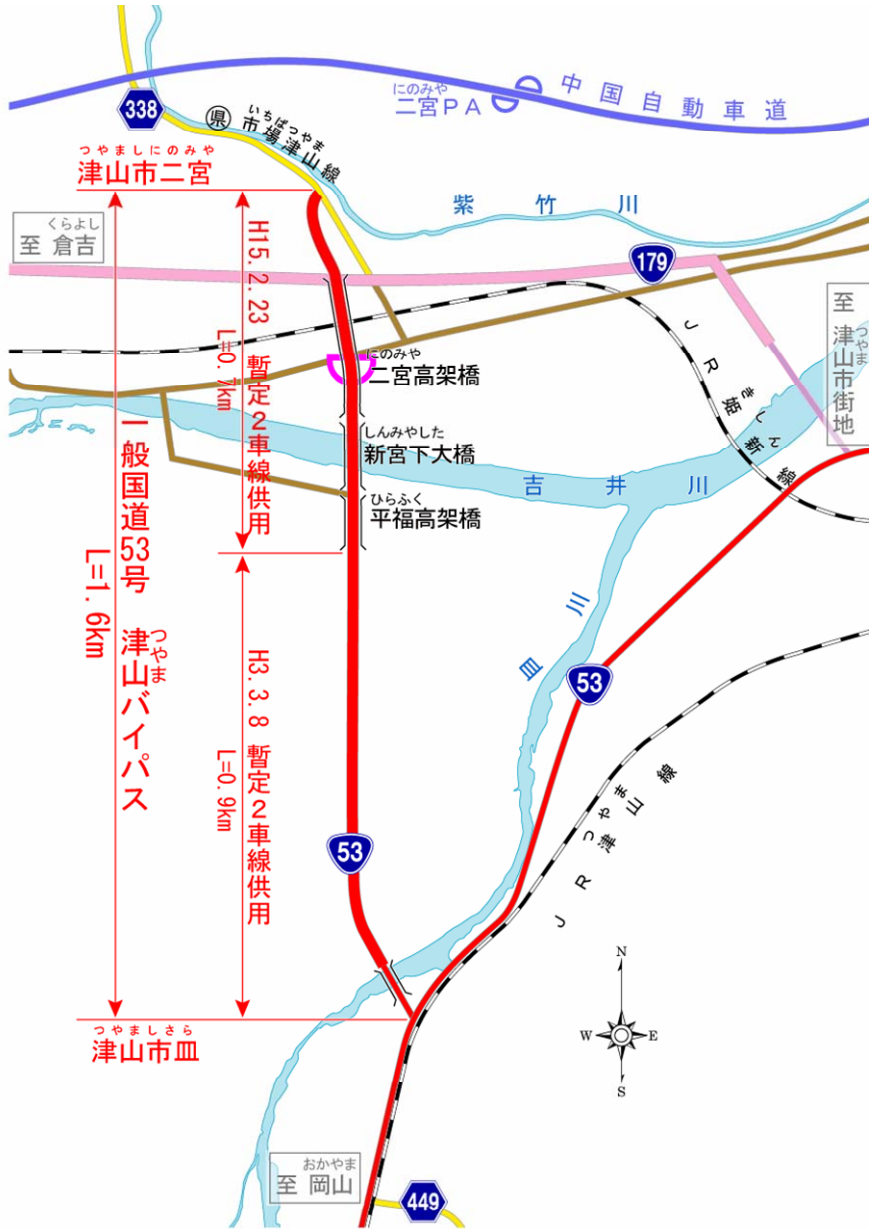 中国自動車道
にのみや
二宮PA
338
いちばつやま
県 市場津山線
つやましにのみや
津山市二宮
紫竹川
くらよし
至 倉吉
179
至 津山市街地
つやま
H15.2.23 暫定2車線供用
L=0.7km
にのみや
二宮高架橋
JR姫新線
きしん
しんみやした
新宮下大橋
吉井川
ひらふく
平福高架橋
一般国道53号 津山バイパス
つやま
L=1.6km
皿川
53
H3.3.8 暫定2車線供用
L=0.9km
JR津山線
つやま
53
N
W E
S
つやましさら
津山市皿
おかやま
至 岡山
449